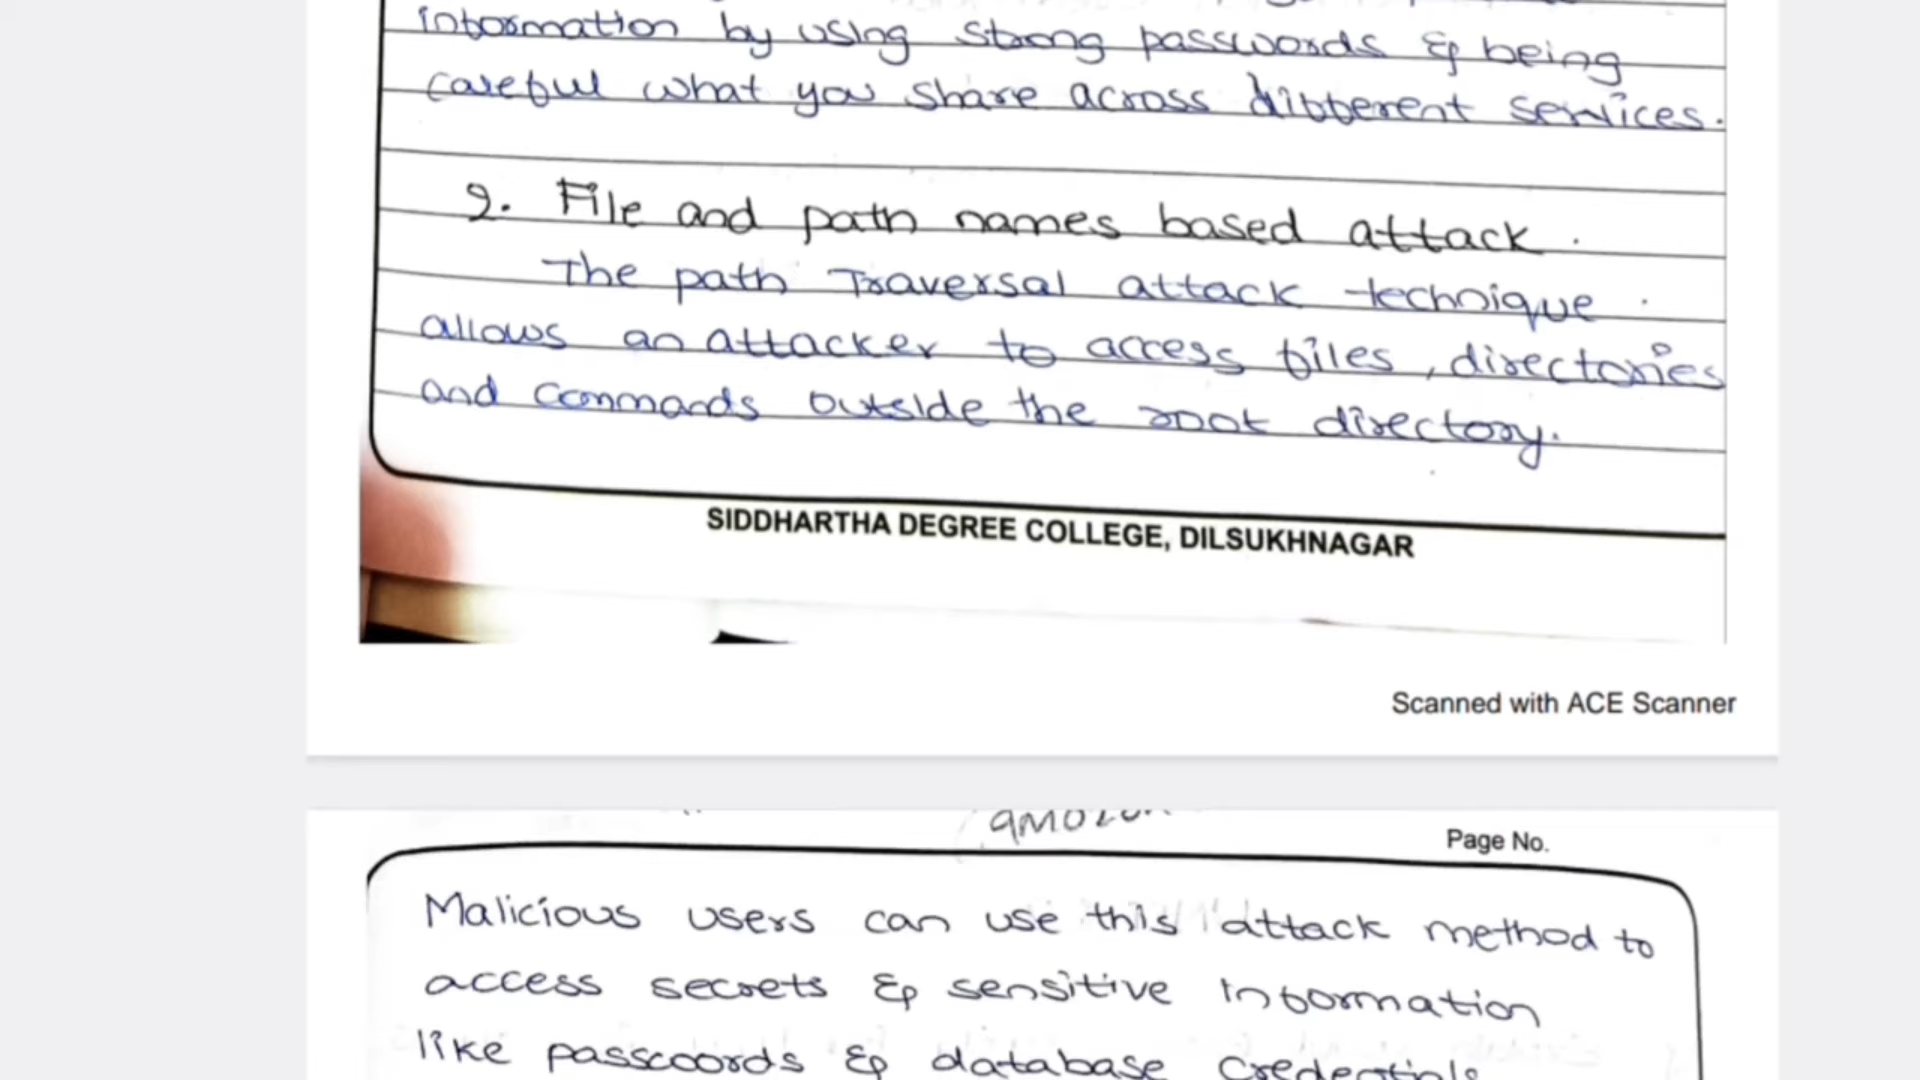 information by using strong passwords & being
careful what you share across different services.
2. File and path names based attack.
The path Traversal attack technique
allows an attacker to access files, directories
and commands outside the root directory.
SIDDHARTHA DEGREE COLLEGE, DILSUKHNAGAR
Scanned with ACE Scanner
Page No.
Malicious users can use this attack method to
access secrets & sensitive information
like passwords & database credentials